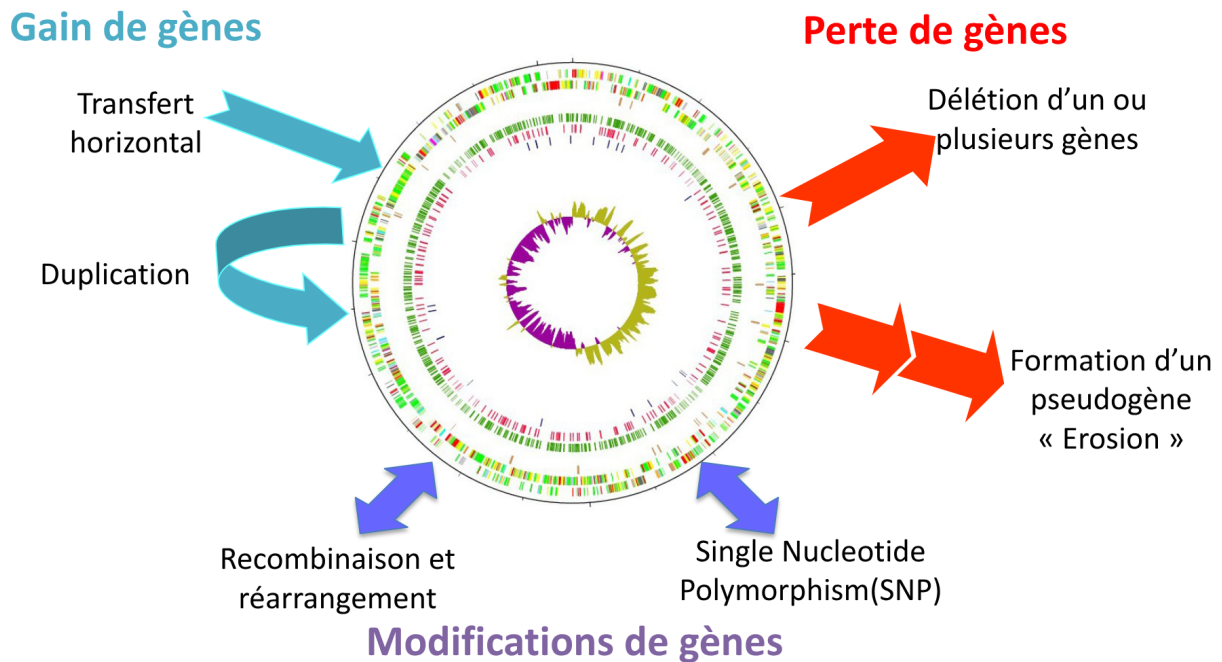 Gain de gènes
Perte de gènes
Transfert
horizontal
Délétion d'un ou
plusieurs gènes
Duplication
Formation d'un
pseudogène
« Erosion »
Recombinaison et
réarrangement
Single Nucleotide
Polymorphism(SNP)
Modifications de gènes